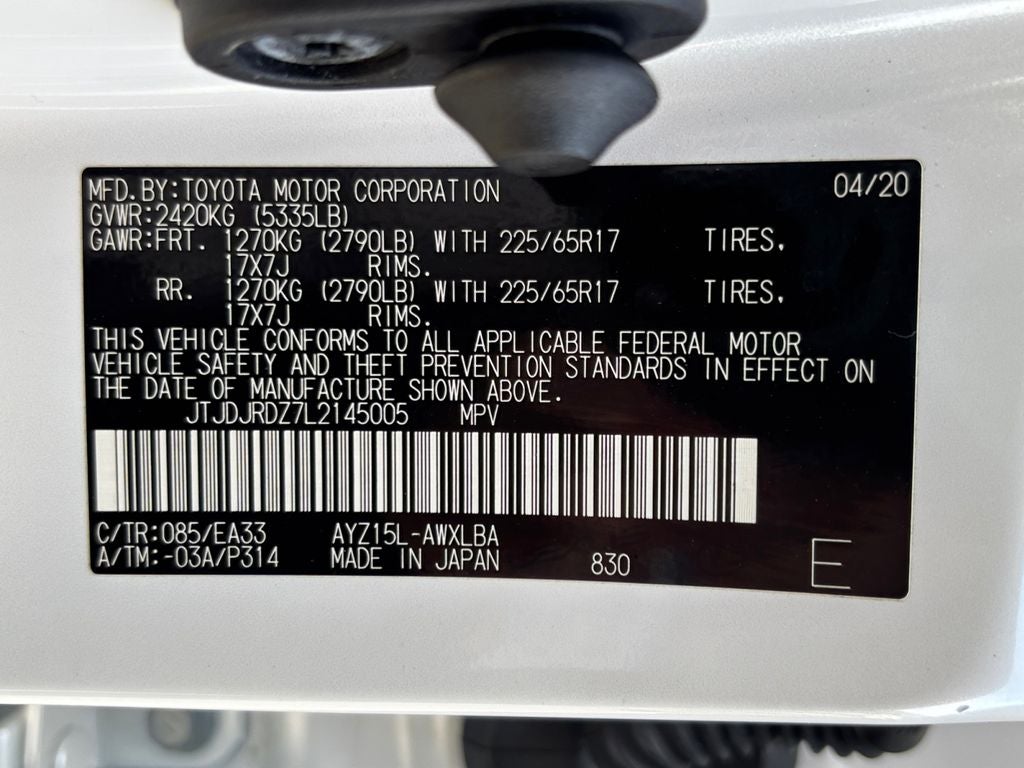 MFD.BY:TOYOTA MOTOR CORPORATION 04/20
GVWR:2420KG (5335LB)
GAWR:FRT. 1270KG (2790LB) WITH 225/65R17 TIRES.
17X7J RIMS.
RR. 1270KG (2790LB) WITH 225/65R17 TIRES.
17X7J RIMS.
THIS VEHICLE CONFORMS TO ALL APPLICABLE FEDERAL MOTOR
VEHICLE SAFETY AND THEFT PREVENTION STANDARDS IN EFFECT ON
THE DATE OF MANUFACTURE SHOWN ABOVE.
JTJDJRDZ7L2145005 MPV
C/TR:085/EA33 AYZ15L-AWXLBA
A/TM:-03A/P314 MADE IN JAPAN 830 E